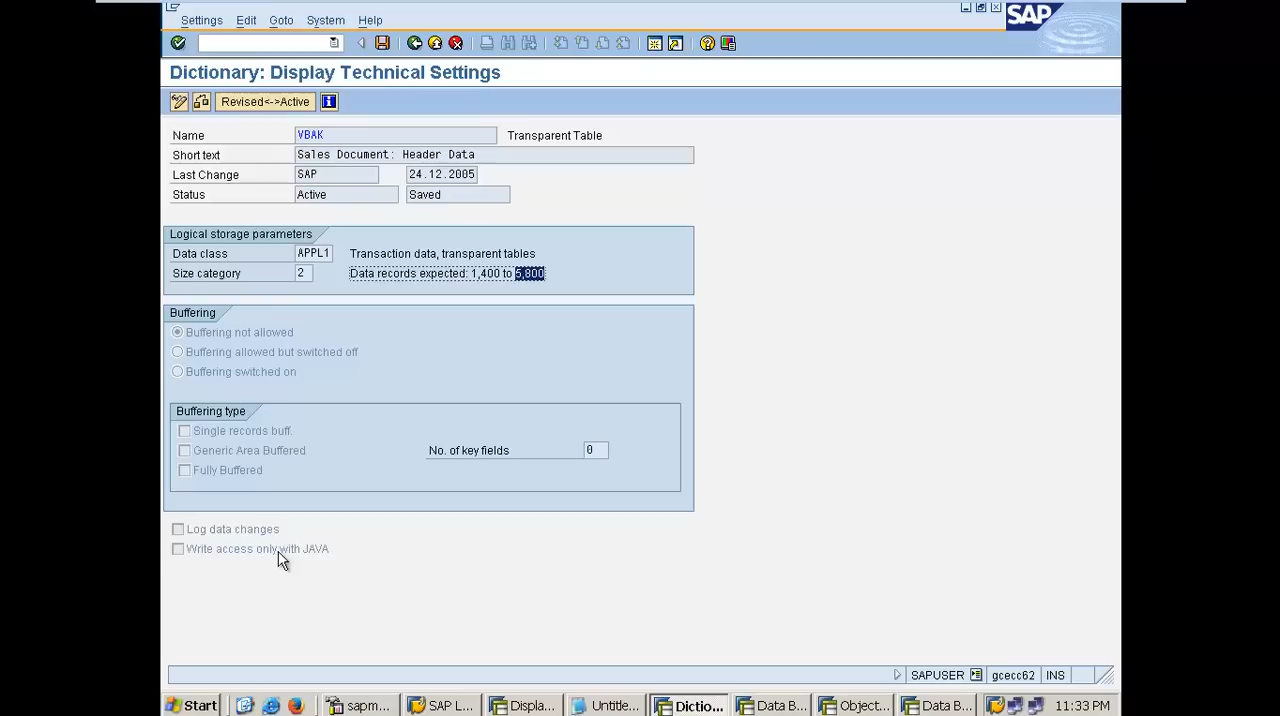 Settings Edit Goto System Help
SAP
Dictionary: Display Technical Settings
Revised<->Active
Name VBAK Transparent Table
Short text Sales Document: Header Data
Last Change SAP 24.12.2005
Status Active Saved
Logical storage parameters
Data class APPL1 Transaction data, transparent tables
Size category 2 Data records expected: 1,400 to 5,800
Buffering
Buffering not allowed
Buffering allowed but switched off
Buffering switched on
Buffering type
Single records buff.
Generic Area Buffered No. of key fields 0
Fully Buffered
Log data changes
Write access only with JAVA
SAPUSER gcecc62 INS
Start sapm... SAP L... Displa... Untitle... Dictio... Data B... Object... Data B... 11:33 PM